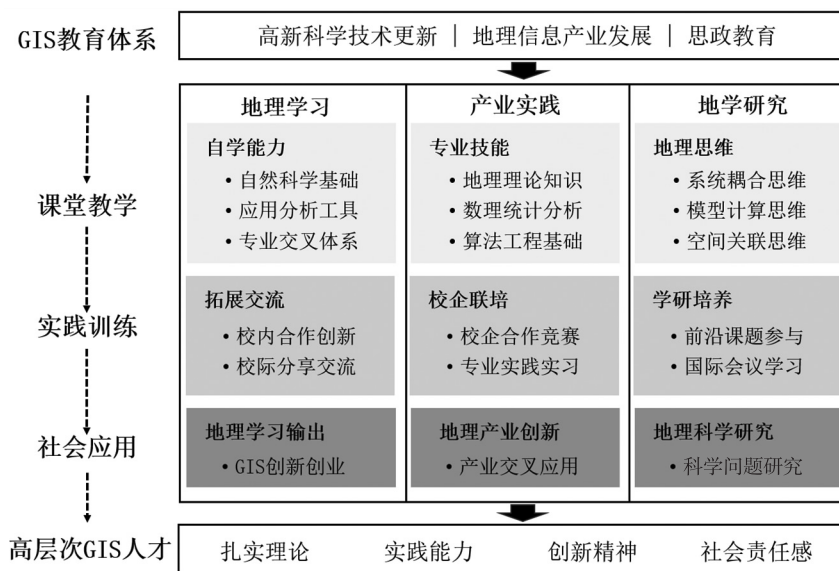 GIS教育体系
高新科学技术更新 | 地理信息产业发展 | 思政教育
地理学习
产业实践
地学研究
课堂教学
自学能力
•自然科学基础
•应用分析工具
•专业交叉体系
专业技能
•地理理论知识
•数理统计分析
•算法工程基础
地理思维
•系统耦合思维
•模型计算思维
•空间关联思维
实践训练
拓展交流
•校内合作创新
•校际分享交流
校企联培
•校企合作竞赛
•专业实践实习
学研培养
•前沿课题参与
•国际会议学习
社会应用
地理学习输出
•GIS创新创业
地理产业创新
•产业交叉应用
地理科学研究
•科学问题研究
高层次GIS人才
扎实理论 实践能力 创新精神 社会责任感